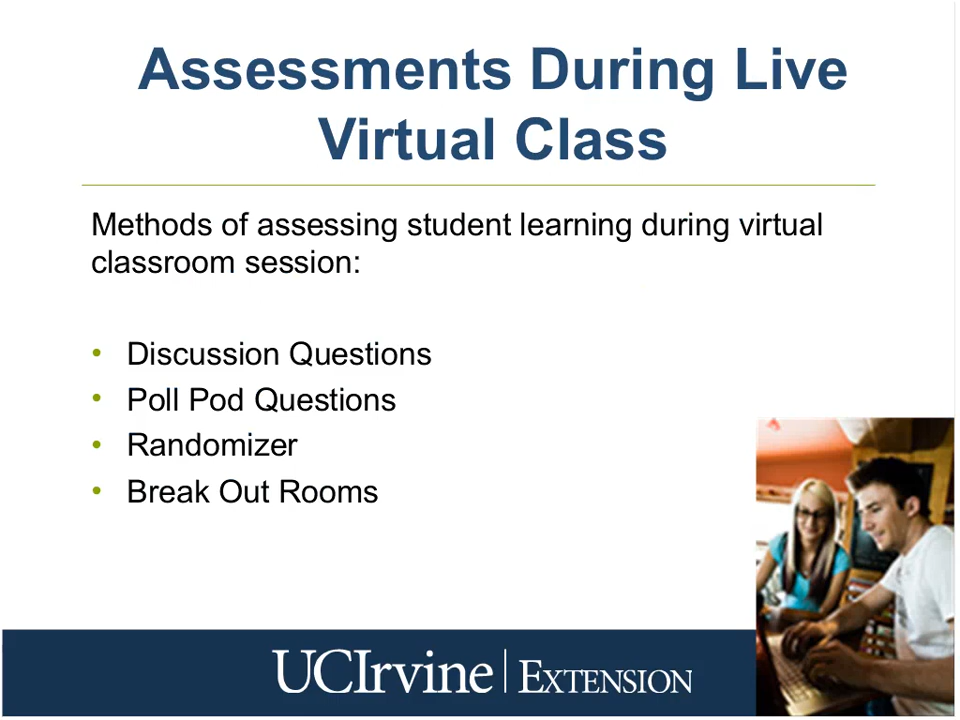 Assessments During Live
Virtual Class
Methods of assessing student learning during virtual
classroom session:
• Discussion Questions
• Poll Pod Questions
• Randomizer
• Break Out Rooms
UCIrvine | EXTENSION